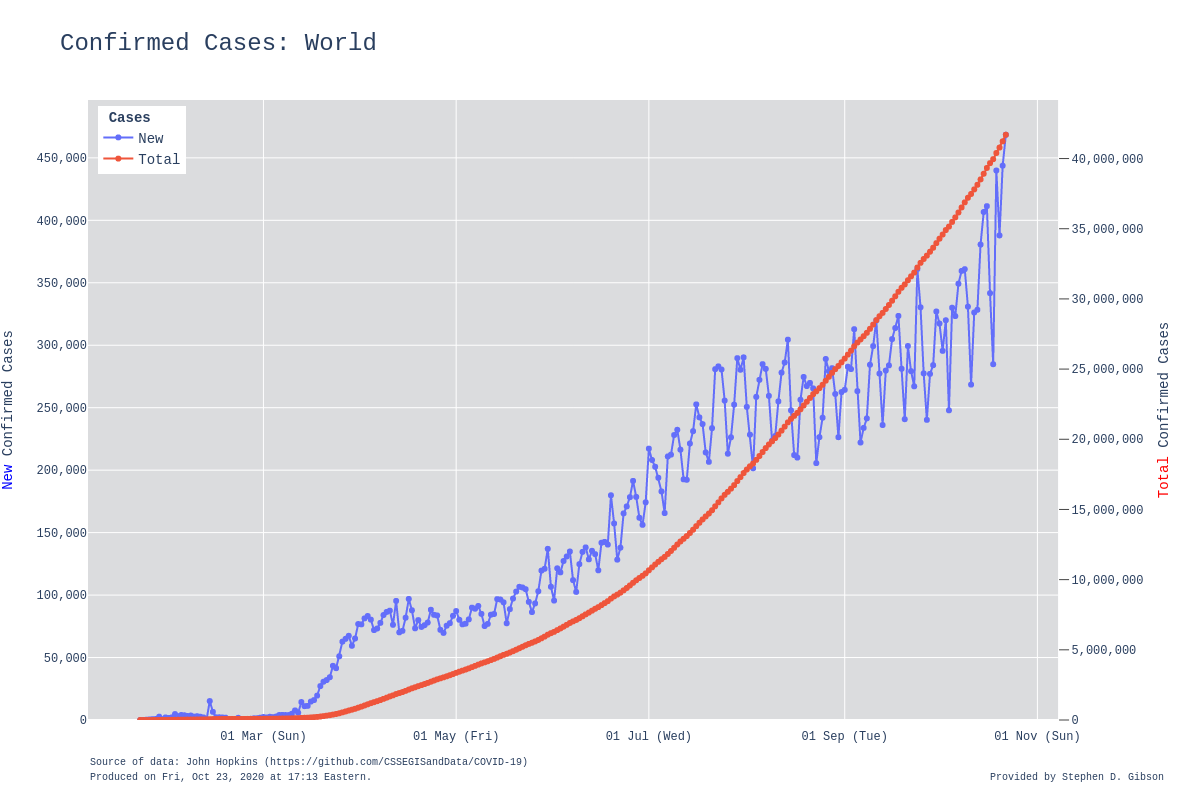 Confirmed Cases: World
Cases
New
Total
450,000
400,000
350,000
300,000
250,000
200,000
150,000
100,000
50,000
0
New Confirmed Cases
40,000,000
35,000,000
30,000,000
25,000,000
20,000,000
15,000,000
10,000,000
5,000,000
0
Total Confirmed Cases
01 Mar (Sun) 01 May (Fri) 01 Jul (Wed) 01 Sep (Tue) 01 Nov (Sun)
Source of data: John Hopkins (https://github.com/CSSEGISandData/COVID-19)
Produced on Fri, Oct 23, 2020 at 17:13 Eastern.
Provided by Stephen D. Gibson